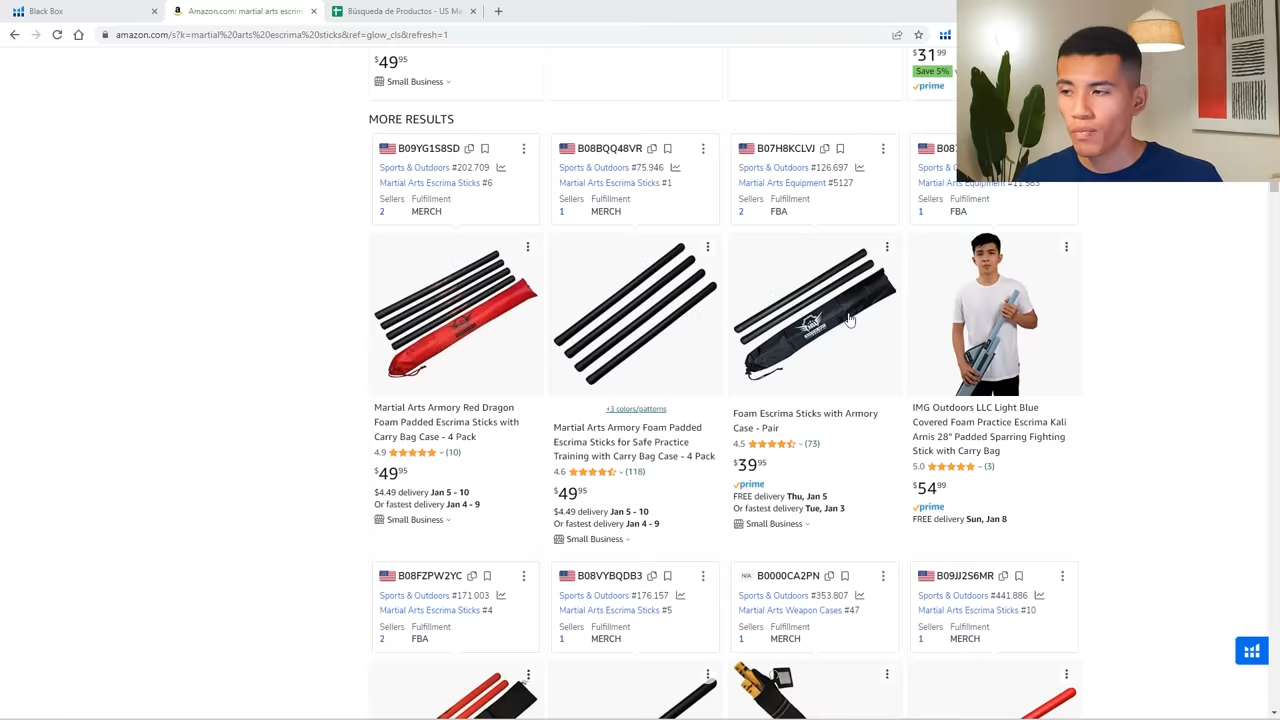 Black Box
Amazon.com: martial arts escrim
Búsqueda de Productos - US Ma
amazon.com/s?k=martial%20arts%20escrima%20sticks&ref=glow_cls&refresh=1
$49 95
Small Business
$31 99
Save 5%
prime
MORE RESULTS
B09YG1S8SD
Sports & Outdoors #202.709
Martial Arts Escrima Sticks #6
Sellers Fulfillment
2 MERCH
B08BQQ48VR
Sports & Outdoors #75.946
Martial Arts Escrima Sticks #1
Sellers Fulfillment
1 MERCH
B07H8KCLVJ
Sports & Outdoors #126.697
Martial Arts Equipment #5127
Sellers Fulfillment
2 FBA
Sports & Outdoors
Martial Arts Equipment #11.583
Sellers Fulfillment
1 FBA
Martial Arts Armory Red Dragon
Foam Padded Escrima Sticks with
Carry Bag Case - 4 Pack
4.9 (10)
$49 95
$4.49 delivery Jan 5 - 10
Or fastest delivery Jan 4 - 9
Small Business
+3 colors/patterns
Martial Arts Armory Foam Padded
Escrima Sticks for Safe Practice
Training with Carry Bag Case - 4 Pack
4.6 (118)
$49 95
$4.49 delivery Jan 5 - 10
Or fastest delivery Jan 4 - 9
Small Business
Foam Escrima Sticks with Armory
Case - Pair
4.5 (73)
$39 95
prime
FREE delivery Thu, Jan 5
Or fastest delivery Tue, Jan 3
Small Business
IMG Outdoors LLC Light Blue
Covered Foam Practice Escrima Kali
Arnis 28" Padded Sparring Fighting
Stick with Carry Bag
5.0 (3)
$54 99
prime
FREE delivery Sun, Jan 8
B08FZPW2YC
Sports & Outdoors #171.003
Martial Arts Escrima Sticks #4
Sellers Fulfillment
2 FBA
B08VYBQDB3
Sports & Outdoors #176.157
Martial Arts Escrima Sticks #5
Sellers Fulfillment
1 MERCH
N/A B0000CA2PN
Sports & Outdoors #353.807
Martial Arts Weapon Cases #47
Sellers Fulfillment
1 MERCH
B09JJ2S6MR
Sports & Outdoors #441.886
Martial Arts Escrima Sticks #10
Sellers Fulfillment
1 MERCH